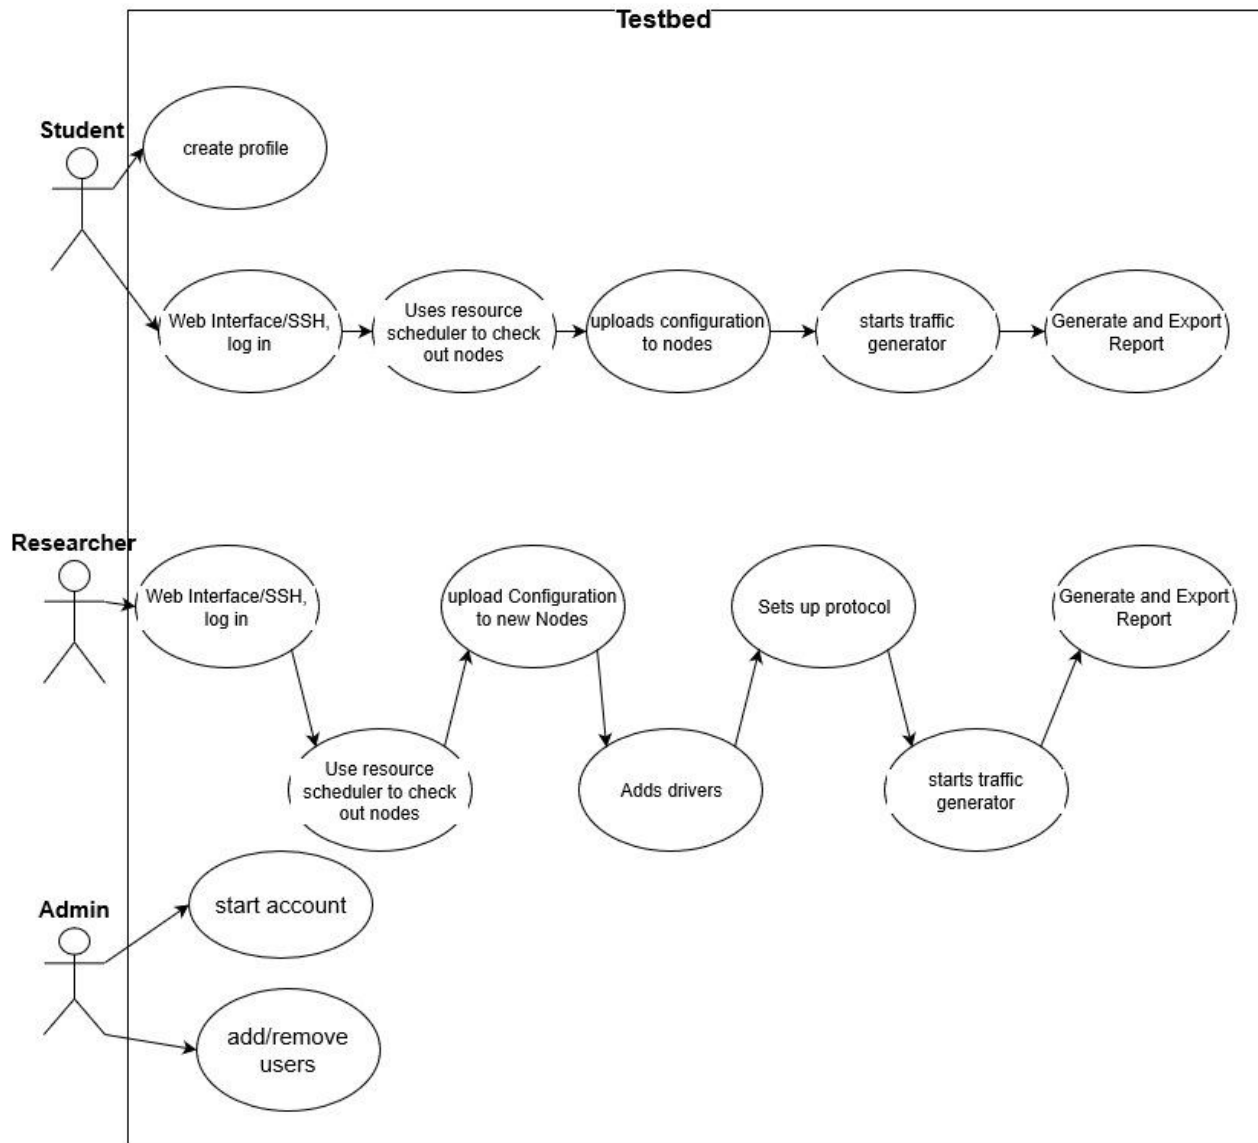 Testbed
Student
create profile
Web Interface/SSH,
log in
Uses resource
scheduler to check
out nodes
uploads configuration
to nodes
starts traffic
generator
Generate and Export
Report
Researcher
Web Interface/SSH,
log in
upload Configuration
to new Nodes
Sets up protocol
Generate and Export
Report
Use resource
scheduler to check
out nodes
Adds drivers
starts traffic
generator
Admin
start account
add/remove
users